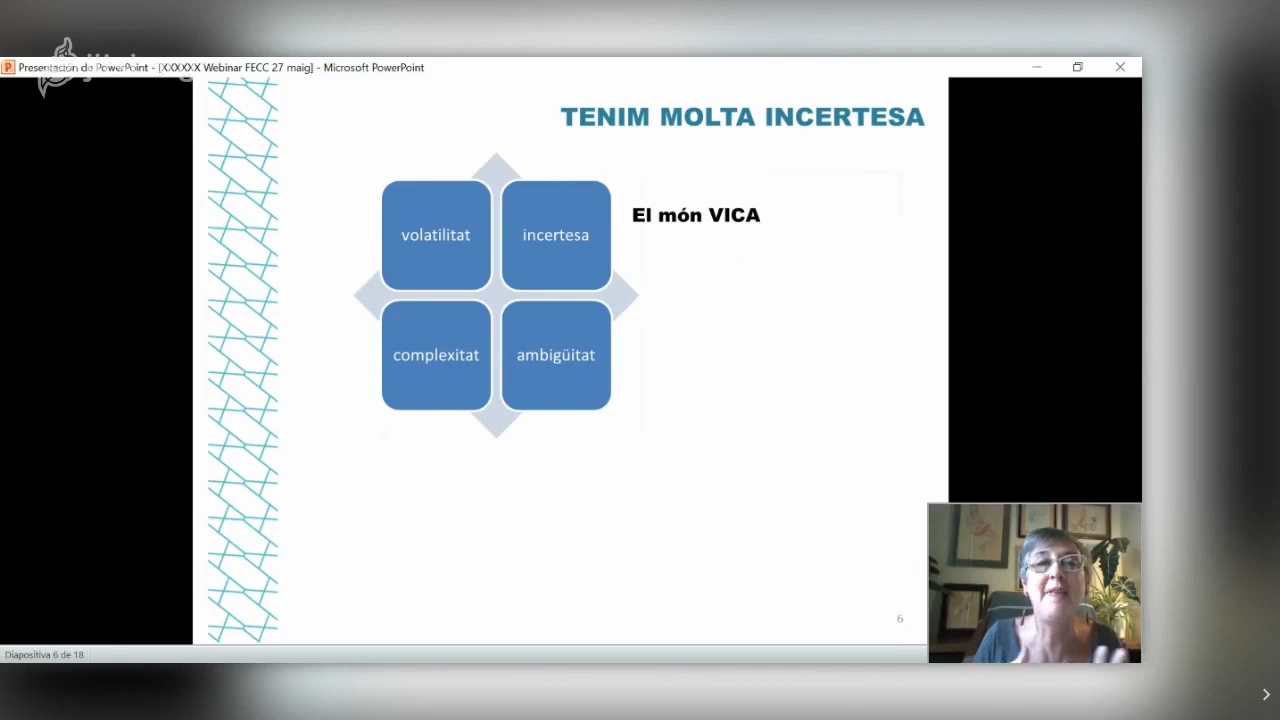 Presentación de PowerPoint - [XXXXXX Webinar FECC 27 maig] - Microsoft PowerPoint
TENIM MOLTA INCERTESA
El món VICA
volatilitat
incertesa
complexitat
ambigüitat
6
Diapositiva 6 de 18